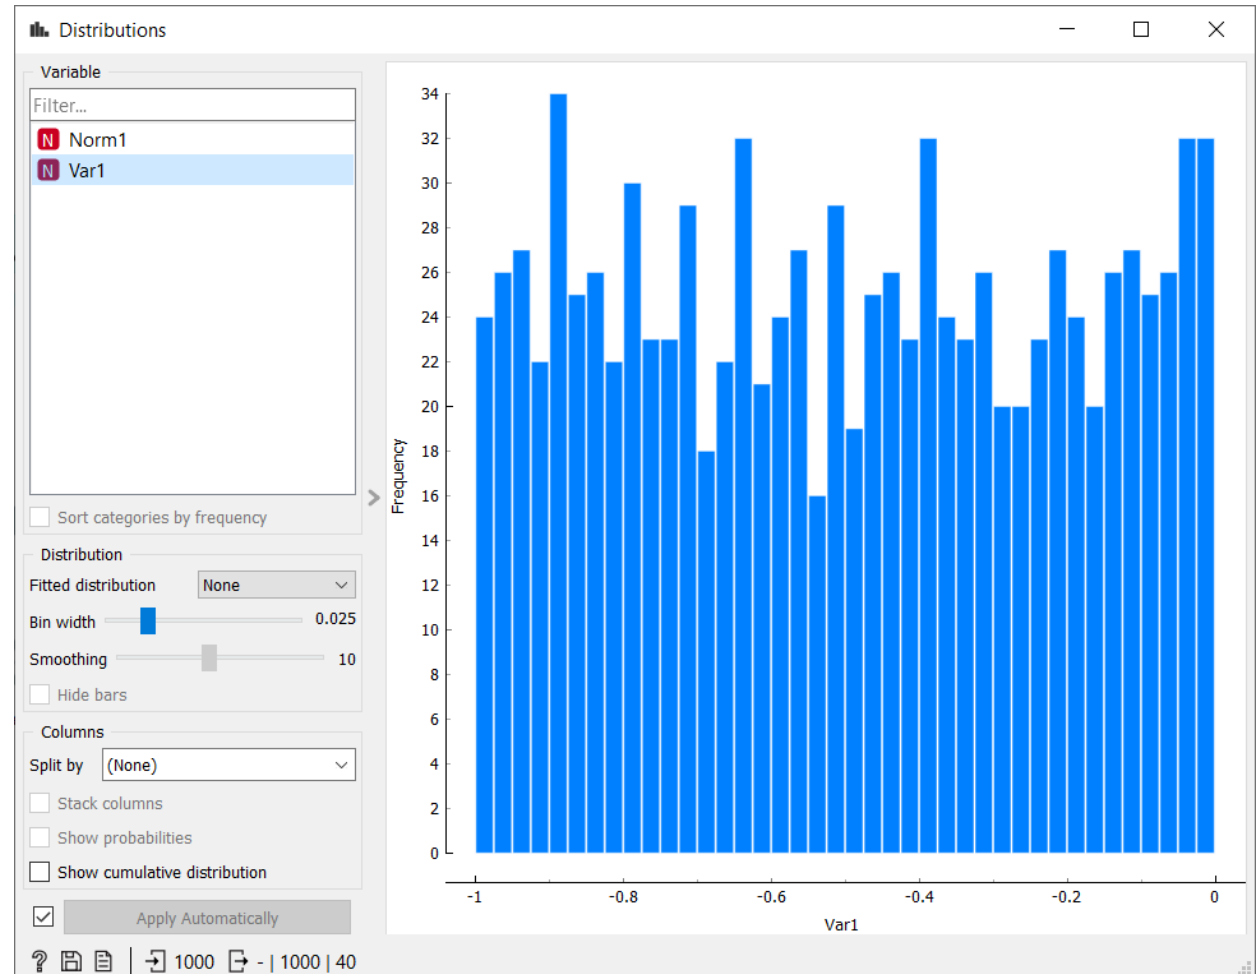 Distributions
Variable
Filter...
N Norm1
N Var1
Sort categories by frequency
Distribution
Fitted distribution None
Bin width 0.025
Smoothing 10
Hide bars
Columns
Split by (None)
Stack columns
Show probabilities
Show cumulative distribution
Apply Automatically
? 1000 - | 1000 | 40
34
32
30
28
26
24
22
20
18
16
14
12
10
8
6
4
2
0
Frequency
-1 -0.8 -0.6 -0.4 -0.2 0
Var1